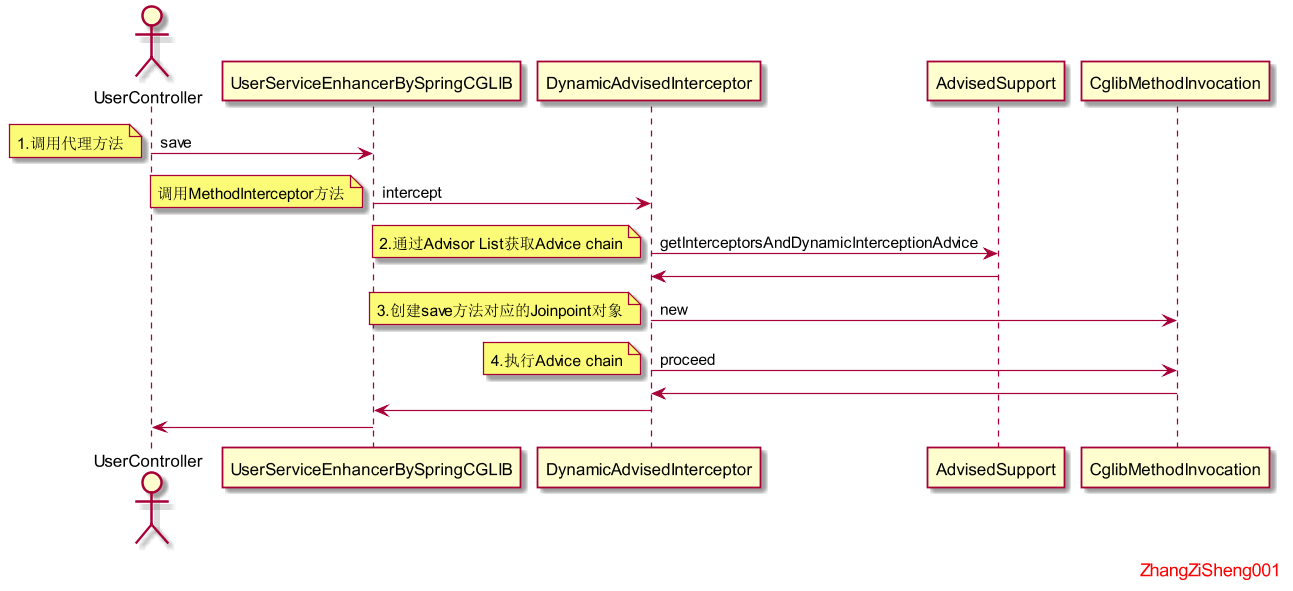 UserController
UserServiceEnhancerBySpringCGLIB
DynamicAdvisedInterceptor
AdvisedSupport
CglibMethodInvocation
1.调用代理方法
save
调用MethodInterceptor方法
intercept
2.通过Advisor List获取Advice chain
getInterceptorsAndDynamicInterceptionAdvice
3.创建save方法对应的Joinpoint对象
new
4.执行Advice chain
proceed
UserController
UserServiceEnhancerBySpringCGLIB
DynamicAdvisedInterceptor
AdvisedSupport
CglibMethodInvocation
ZhangZiSheng001